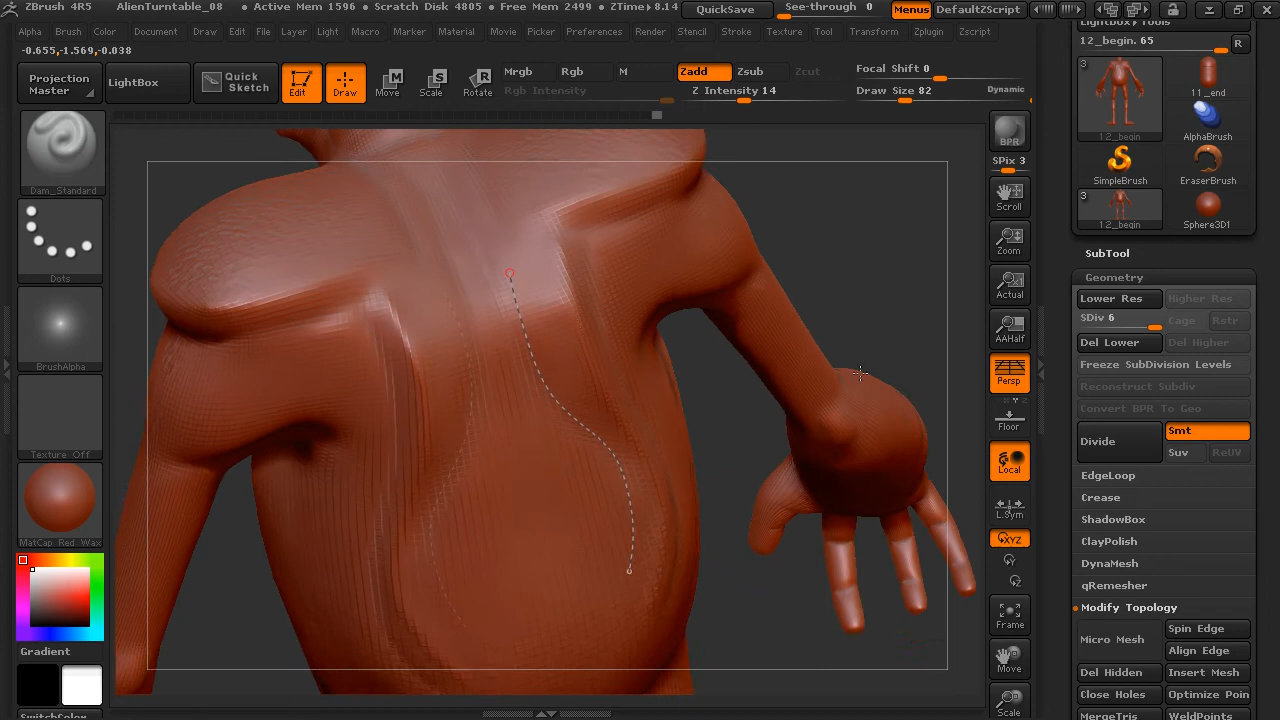 ZBrush 4R5 AlienTurntable_08 • Active Mem 1596 • Scratch Disk 4805 • Free Mem 2499 • ZTime▸8.14 QuickSave See-through 0 Menus DefaultZScript
Alpha Brush Color Document Draw Edit File Layer Light Macro Marker Material Movie Picker Preferences Render Stencil Stroke Texture Tool Transform Zplugin Zscript
-0.655,-1.569,-0.038
Projection Master
LightBox
Quick Sketch
Edit
Draw
Move
Scale
Rotate
Mrgb Rgb M
Rgb Intensity
Zadd Zsub Zcut
Z Intensity 14
Focal Shift 0
Draw Size 82 Dynamic
Dam_Standard
Dots
BrushAlpha
Texture Off
MatCap Red Wax
Gradient
SwitchColor
BPR
SPix 3
Scroll
Zoom
Actual
AAHalf
Persp
Floor
Local
L.Sym
XYZ
Y
Z
Frame
Move
Scale
LightBox ▸ Tools
12_begin. 65 R
3
12_begin
11_end
AlphaBrush
SimpleBrush
EraserBrush
3
12_begin
Sphere3D1
SubTool
Geometry
Lower Res Higher Res
SDiv 6 Cage Rstr
Del Lower Del Higher
Freeze SubDivision Levels
Reconstruct Subdiv
Convert BPR To Geo
Divide Smt
Suv ReUV
EdgeLoop
Crease
ShadowBox
ClayPolish
DynaMesh
qRemesher
Modify Topology
Micro Mesh Spin Edge
Align Edge
Del Hidden Insert Mesh
Close Holes Optimize Poin
MergeTris WeldPoints